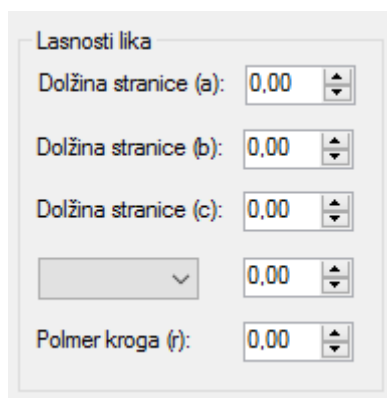 Lasnosti lika
Dolžina stranice (a): 0,00
Dolžina stranice (b): 0,00
Dolžina stranice (c): 0,00
0,00
Polmer kroga (r): 0,00